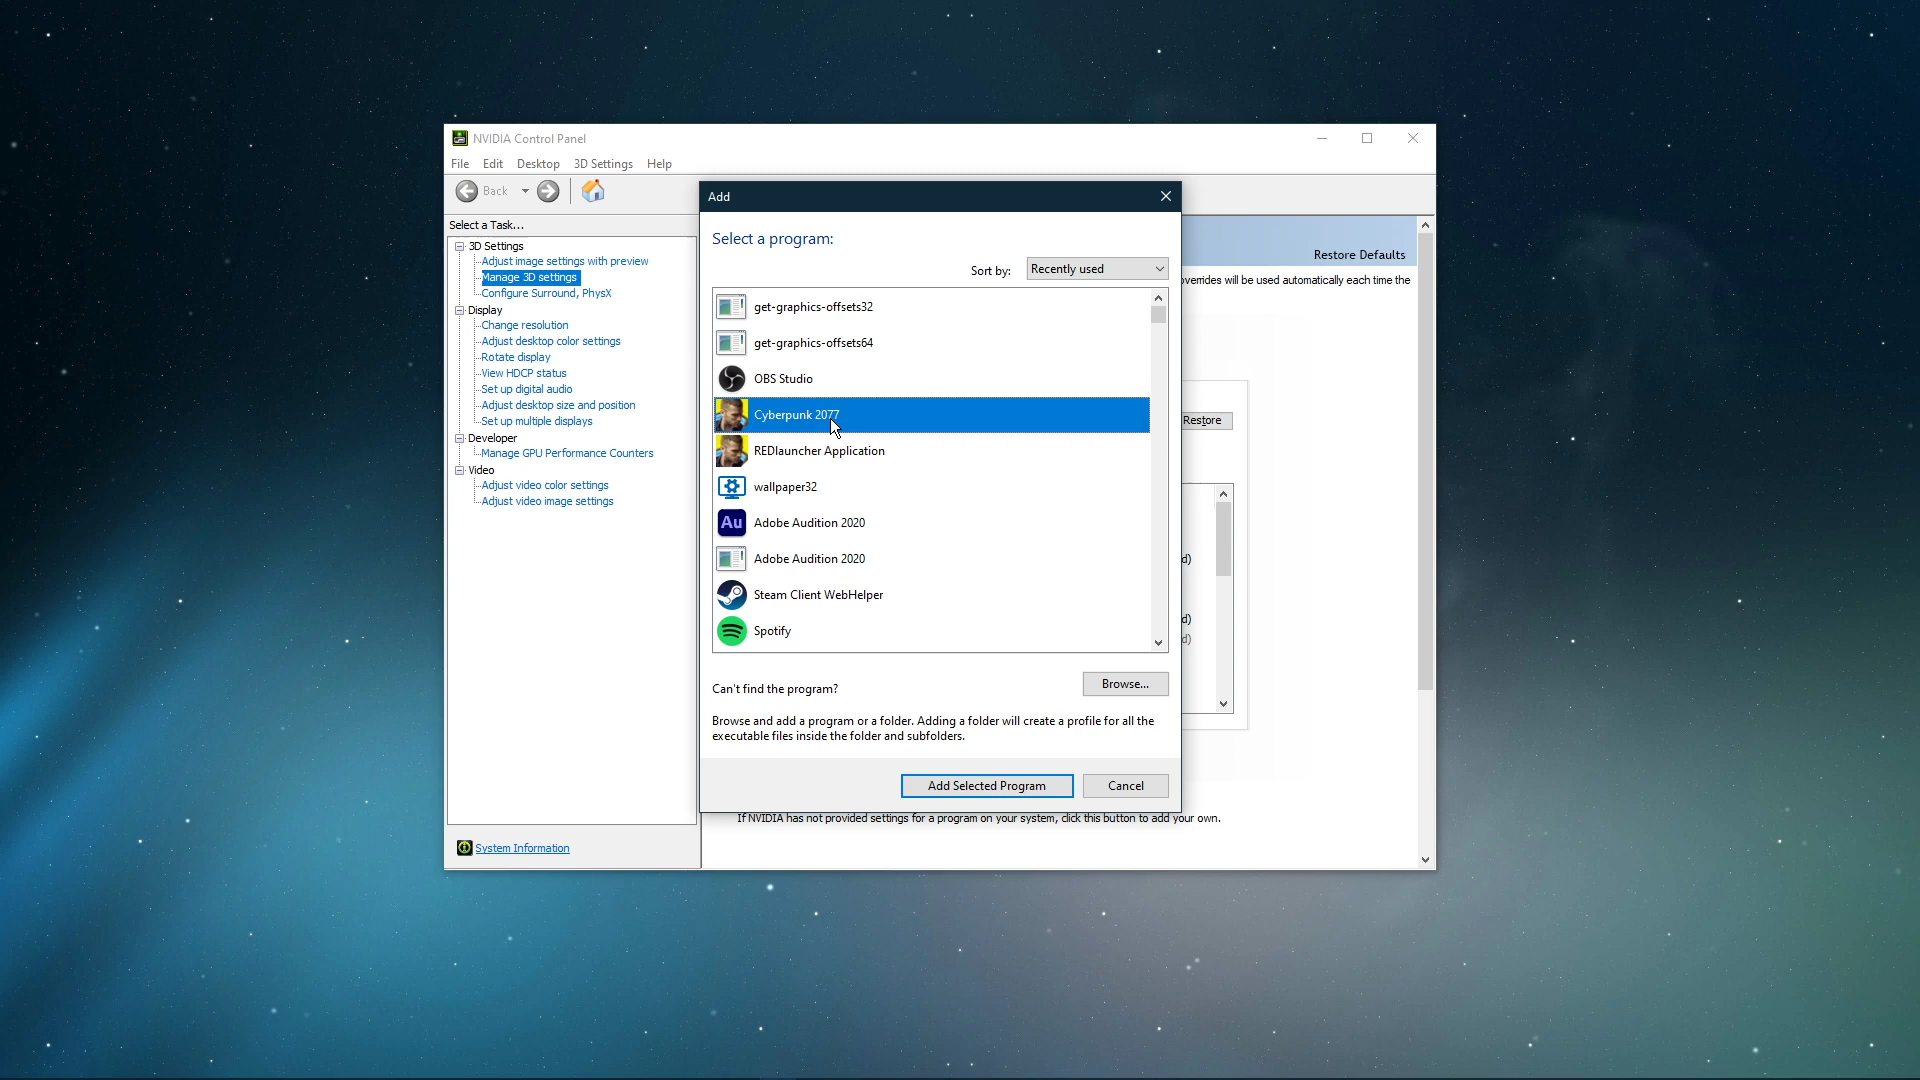 NVIDIA Control Panel
File Edit Desktop 3D Settings Help
Back
Select a Task...
3D Settings
Adjust image settings with preview
Manage 3D settings
Configure Surround, PhysX
Display
Change resolution
Adjust desktop color settings
Rotate display
View HDCP status
Set up digital audio
Adjust desktop size and position
Set up multiple displays
Developer
Manage GPU Performance Counters
Video
Adjust video color settings
Adjust video image settings
System Information
Add
Select a program:
Sort by: Recently used
get-graphics-offsets32
get-graphics-offsets64
OBS Studio
Cyberpunk 2077
REDlauncher Application
wallpaper32
Au Adobe Audition 2020
Adobe Audition 2020
Steam Client WebHelper
Spotify
Can't find the program?
Browse...
Browse and add a program or a folder. Adding a folder will create a profile for all the
executable files inside the folder and subfolders.
Add Selected Program Cancel
Restore Defaults
overrides will be used automatically each time the
Restore
d)
d)
d)
If NVIDIA has not provided settings for a program on your system, click this button to add your own.